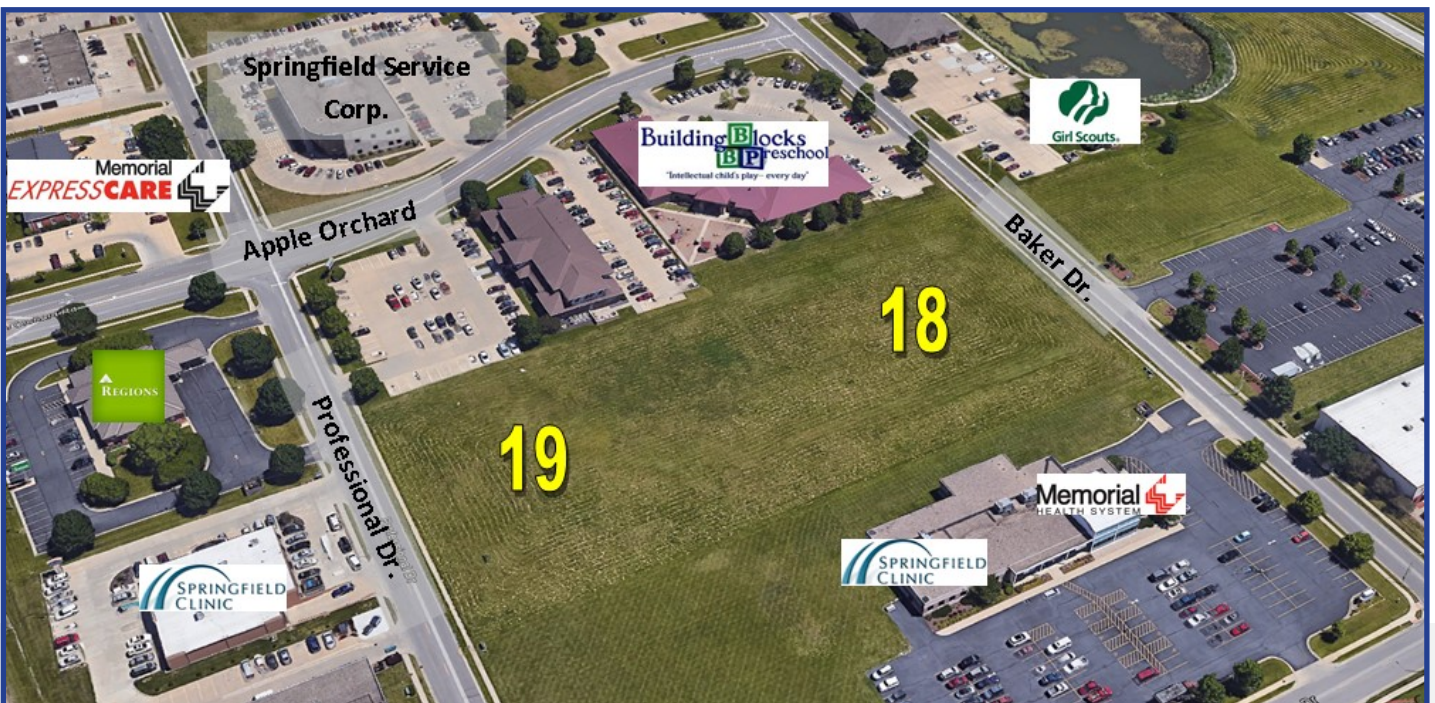 Springfield Service
Corp.
Memorial
EXPRESSCARE
Apple Orchard
Building Blocks
BP Preschool
"Intellectual child's play-- every day"
Girl Scouts.
Baker Dr.
18
19
REGIONS
Professional Dr.
SPRINGFIELD
CLINIC
Memorial
HEALTH SYSTEM
SPRINGFIELD
CLINIC